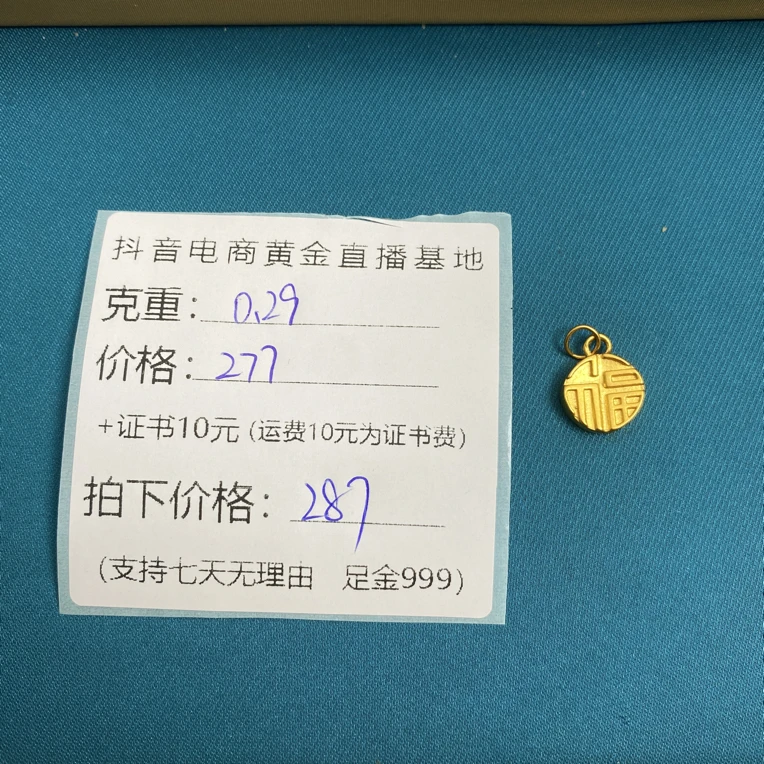 抖音电商黄金直播基地
克重：0.29
价格：277
+证书10元（运费10元为证书费）
拍下价格：287
（支持七天无理由 足金999）
福